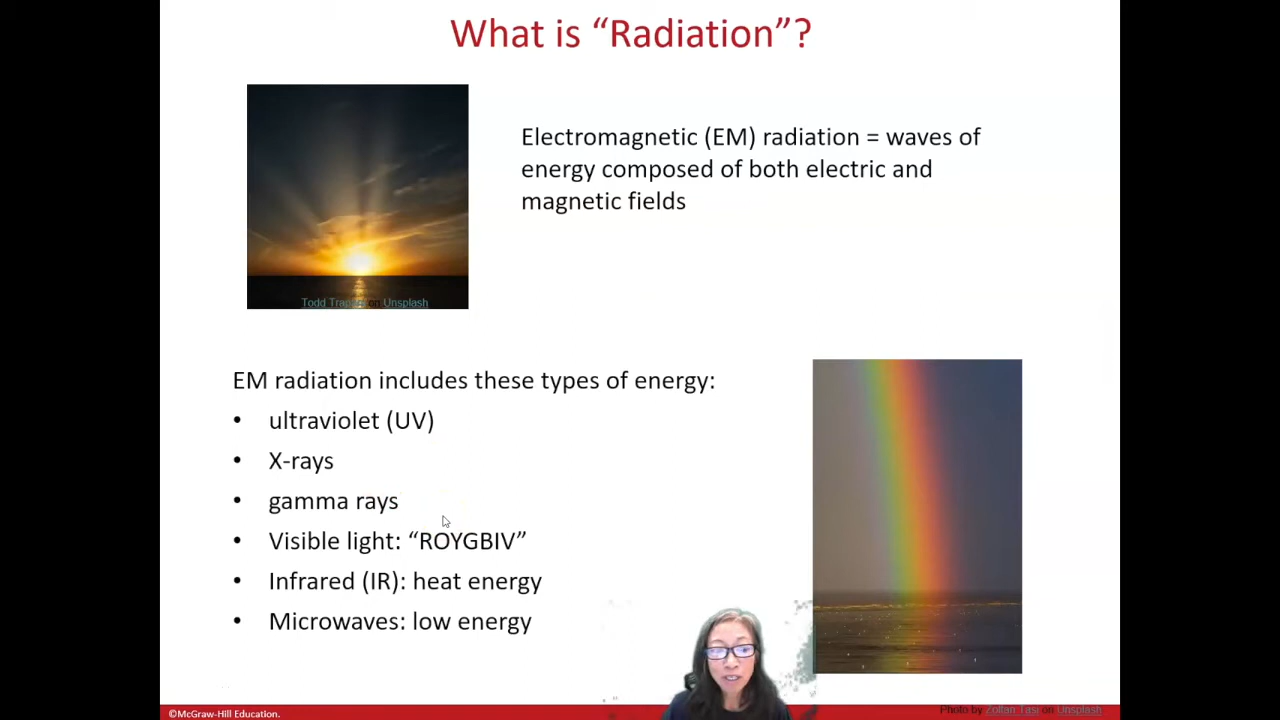 What is “Radiation”?
Electromagnetic (EM) radiation = waves of
energy composed of both electric and
magnetic fields
Todd on Unsplash
EM radiation includes these types of energy:
• ultraviolet (UV)
• X-rays
• gamma rays
• Visible light: “ROYGBIV”
• Infrared (IR): heat energy
• Microwaves: low energy
©McGraw-Hill Education.
Photo by Zoltan Tasi on Unsplash